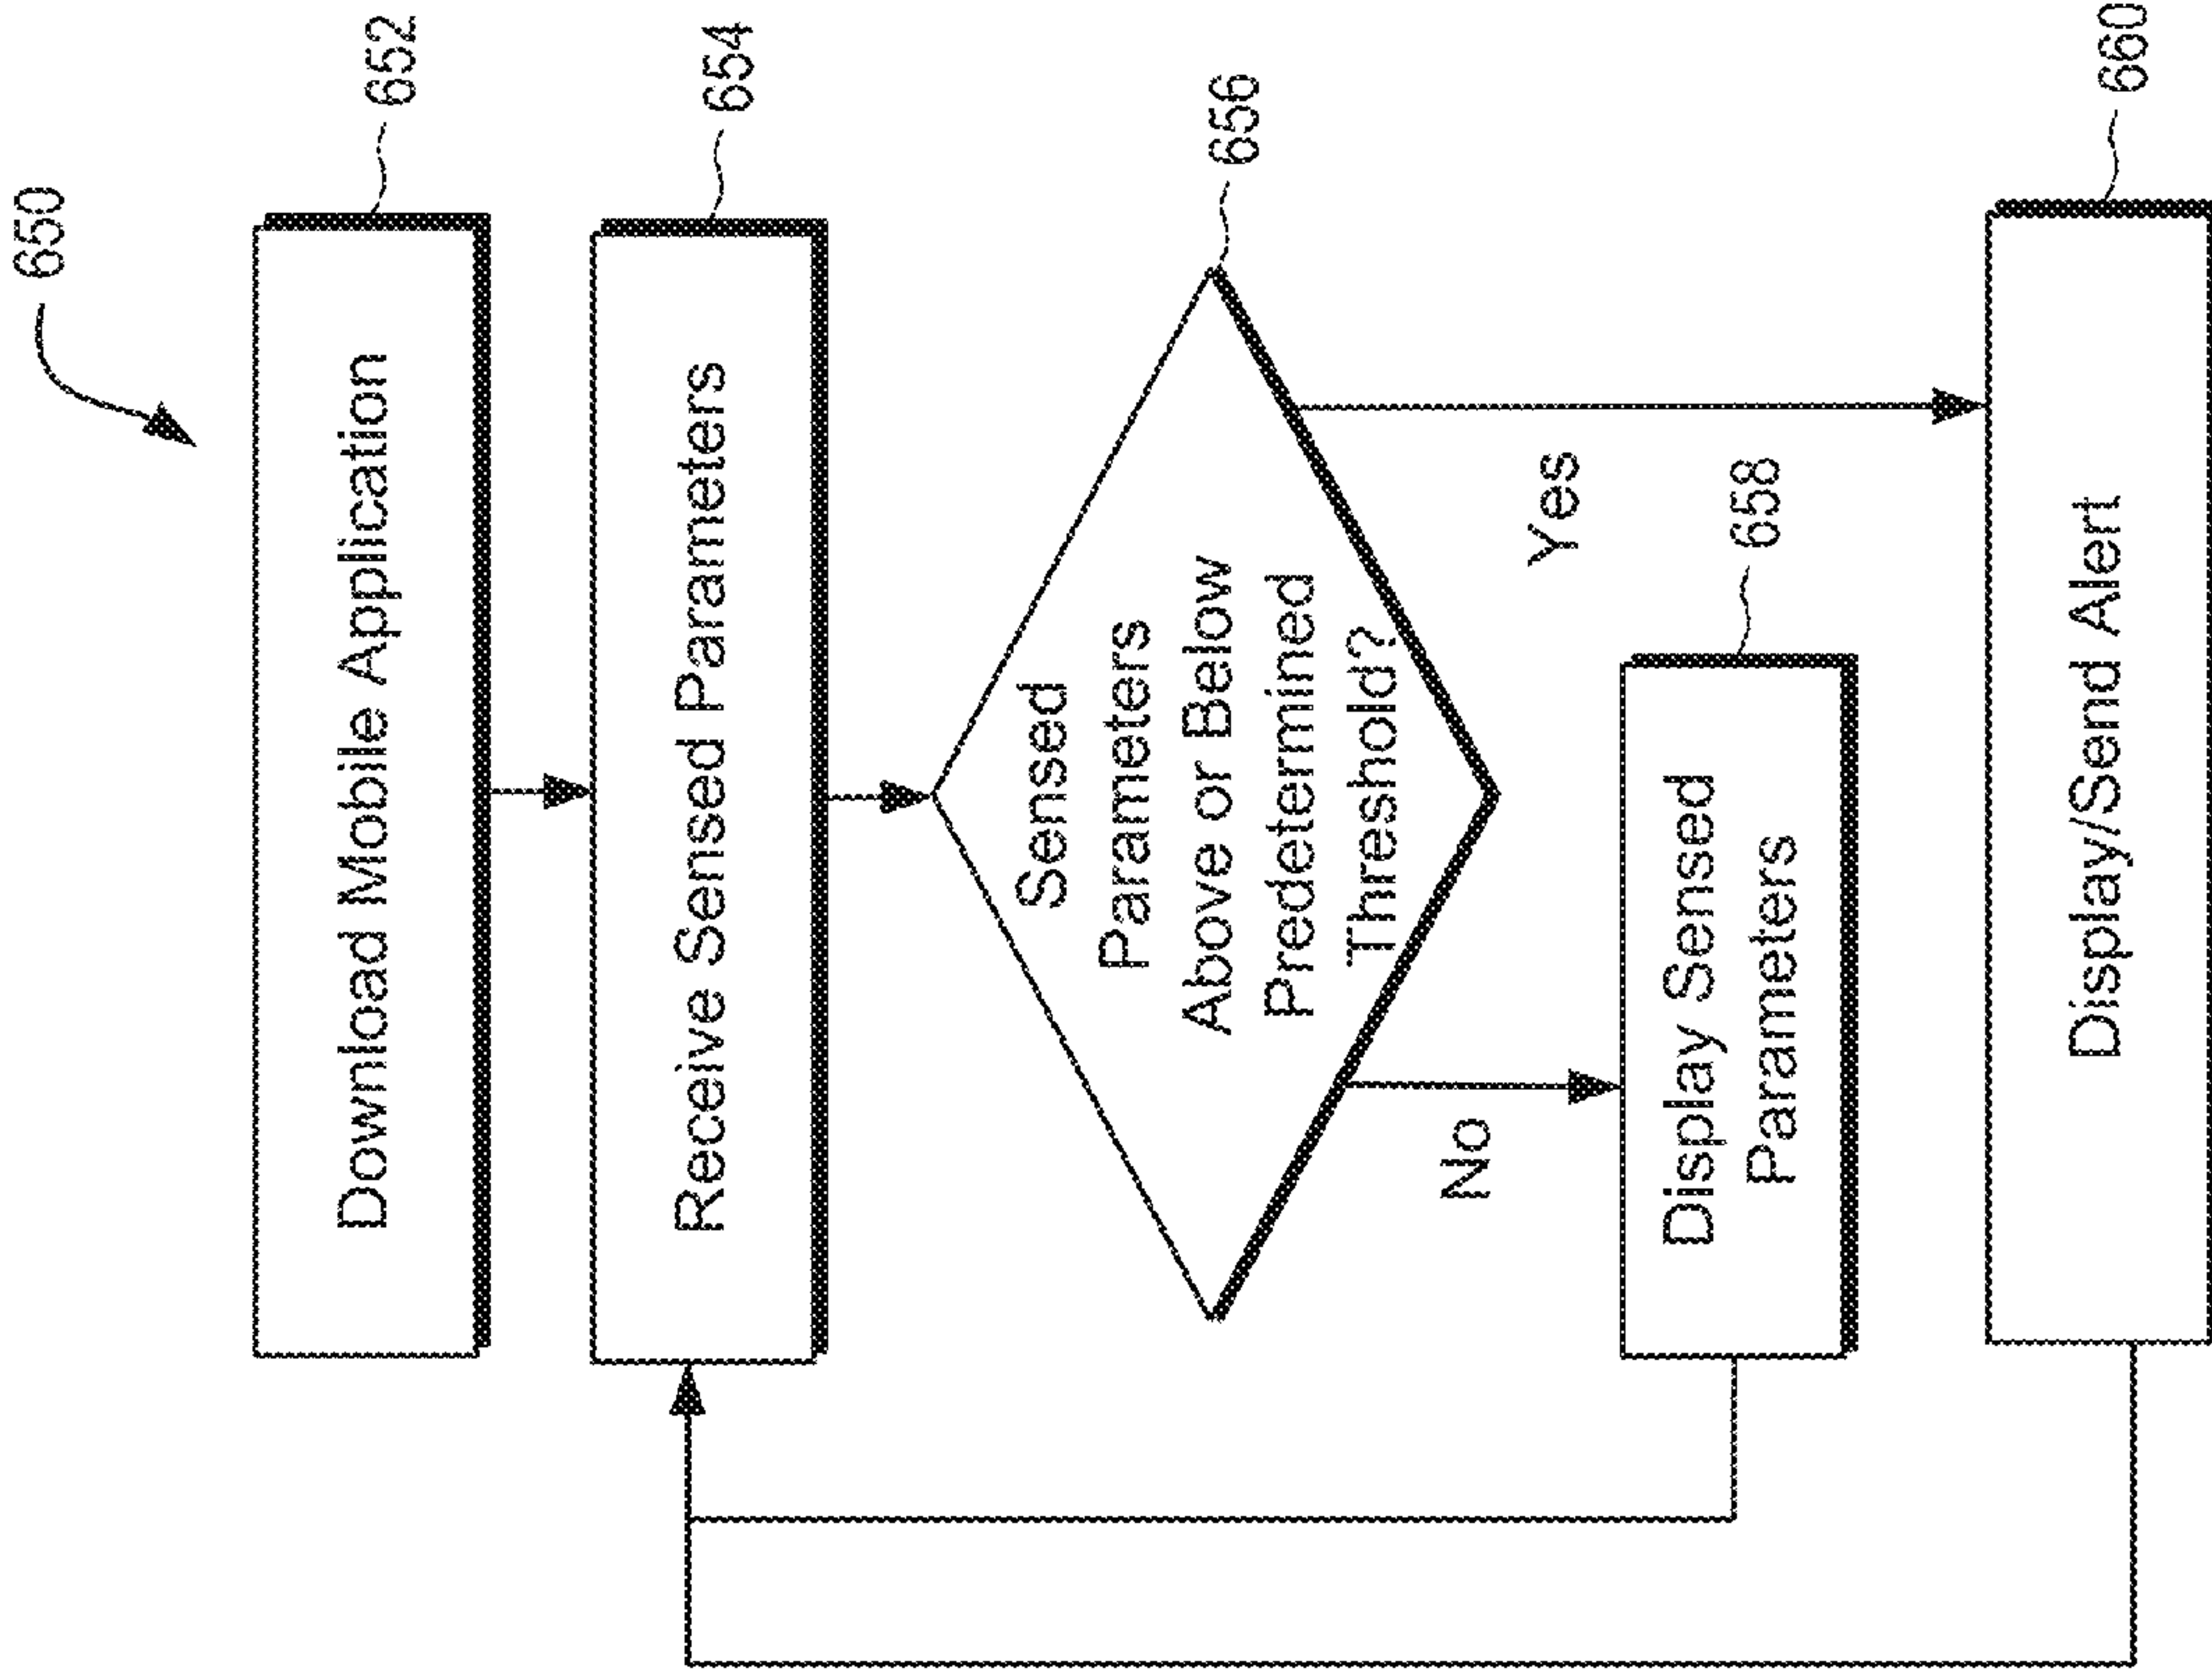 650
Download Mobile Application
652
Receive Sensed Parameters
654
Sensed
Parameters
Above or Below
Predetermined
Threshold?
656
No
Yes
Display Sensed
Parameters
658
Display/Send Alert
660